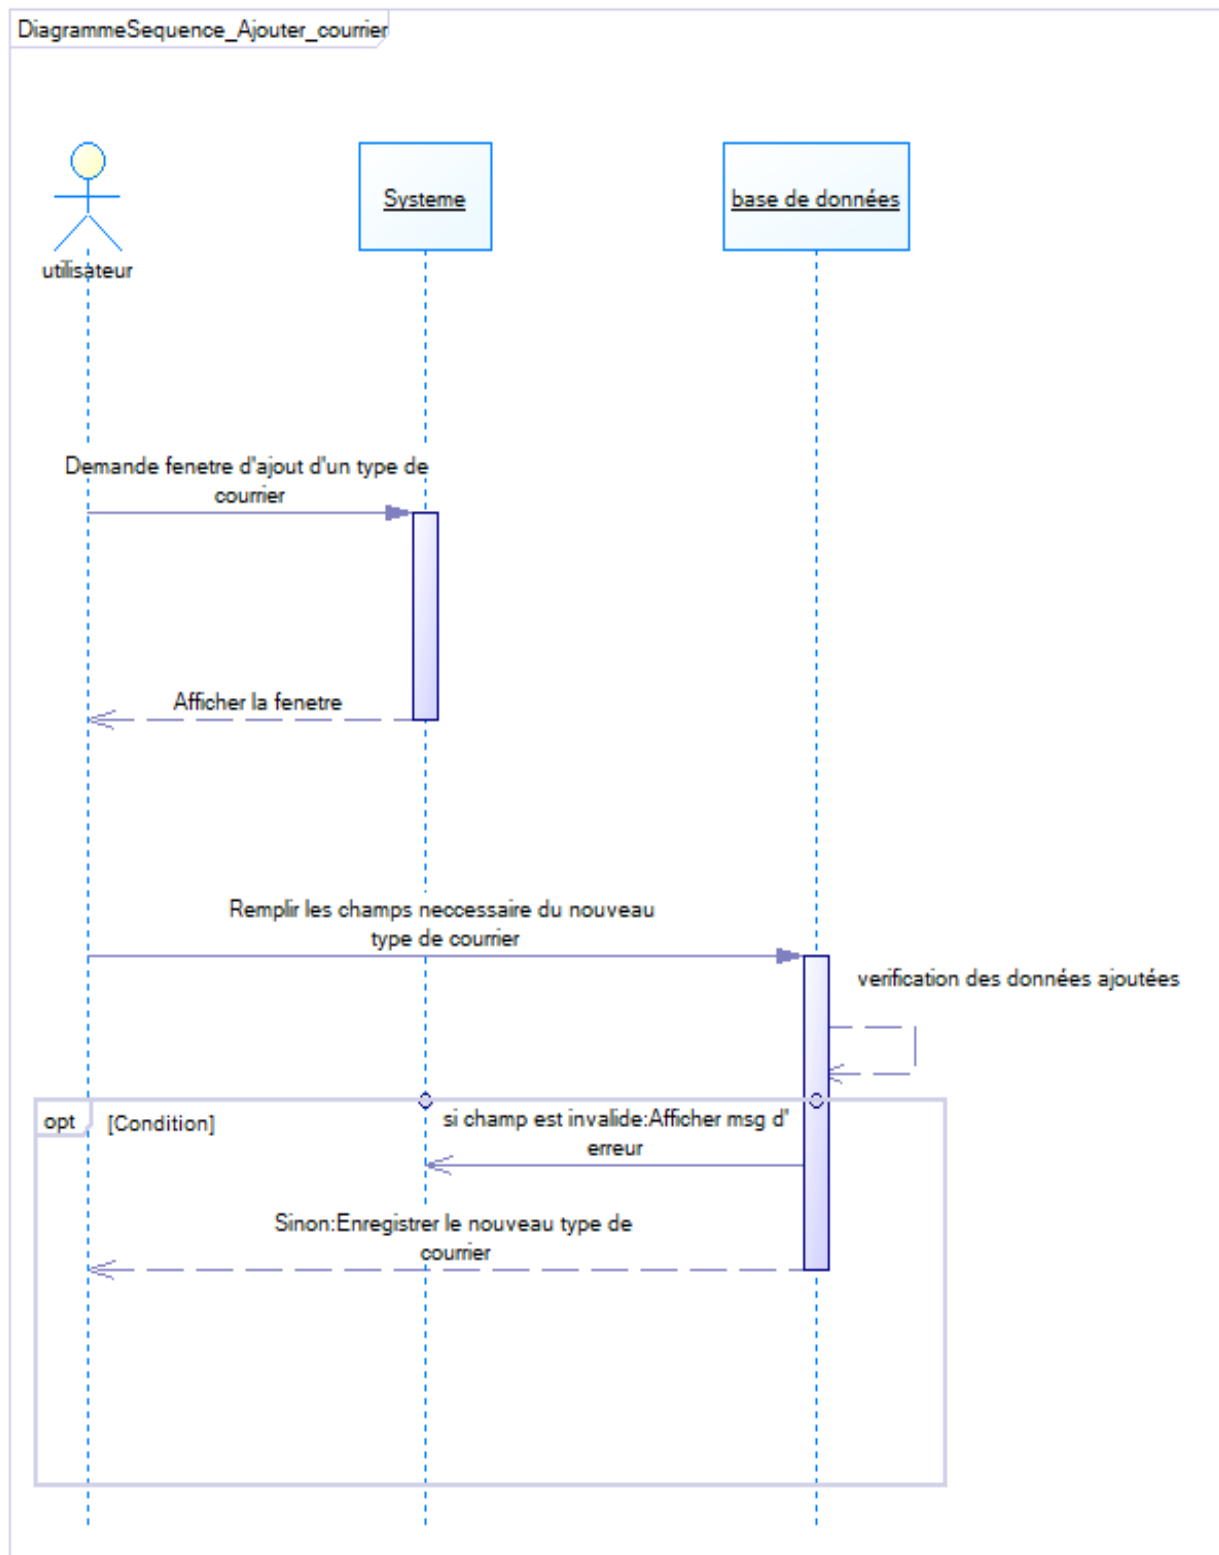 DiagrammeSequence_Ajouter_courrier
Systeme
base de données
utilisateur
Demande fenetre d'ajout d'un type de
courrier
Afficher la fenetre
Remplir les champs neccessaire du nouveau
type de courrier
verification des données ajoutées
opt
[Condition]
si champ est invalide:Afficher msg d'
erreur
Sinon:Enregistrer le nouveau type de
courrier